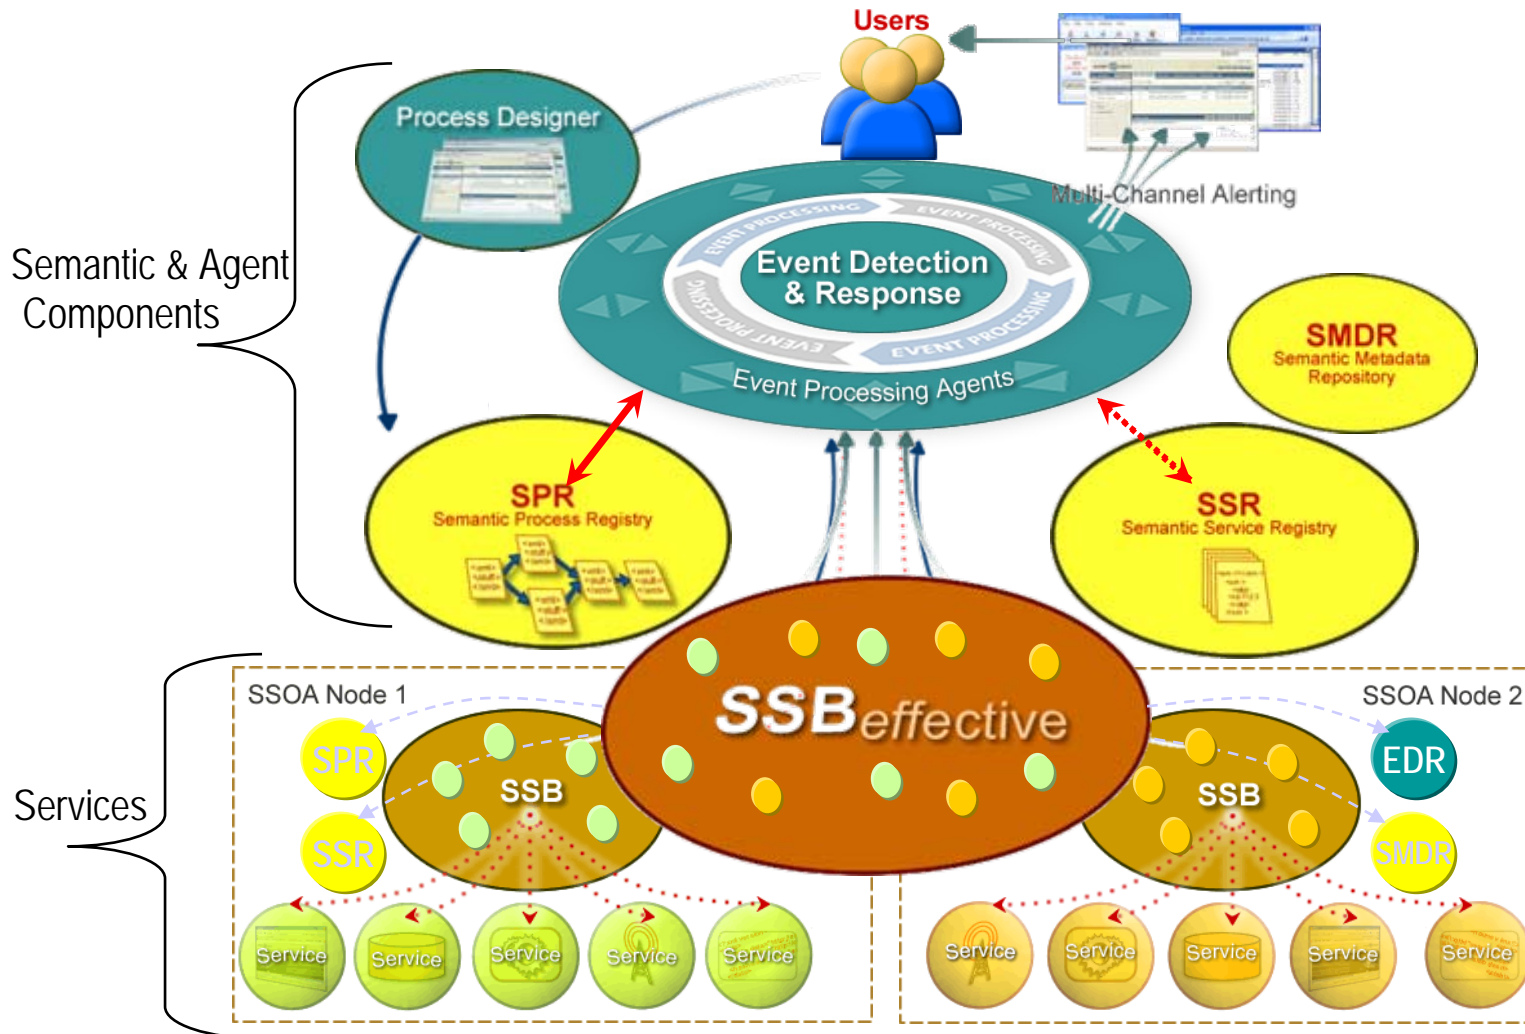 Users
Process Designer
Multi-Channel Alerting
EVENT PROCESSING
EVENT PROCESSING
EVENT PROCESSING
EVENT PROCESSING
Event Detection
& Response
Event Processing Agents
Semantic & Agent
Components
SMDR
Semantic Metadata
Repository
SPR
Semantic Process Registry
SSR
Semantic Service Registry
SSOA Node 1
SSOA Node 2
SPR
SSR
SSB
SSBeffective
SSB
EDR
SMDR
Services
Service
Service
Service
Service
Service
Service
Service
Service
Service
Service